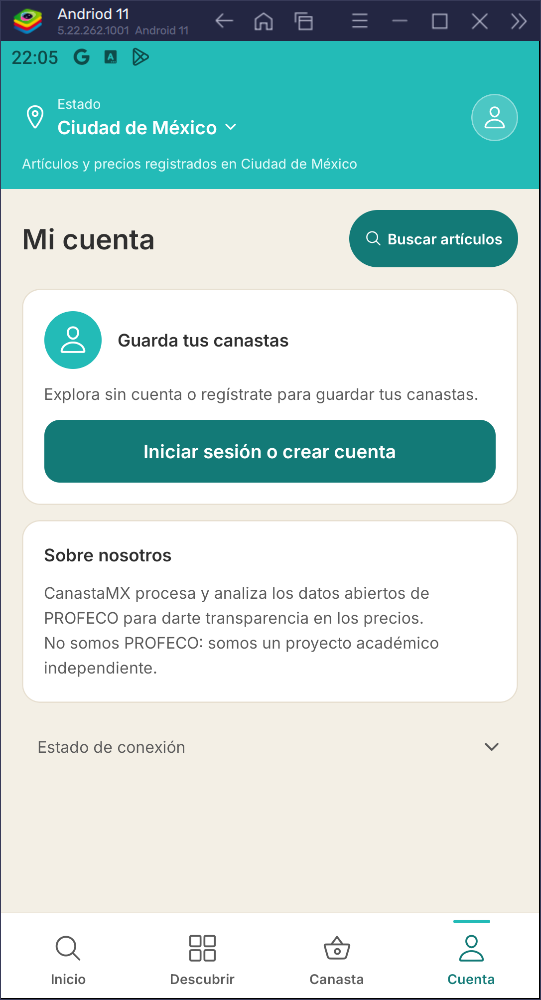 Andriod 11
5.22.262.1001 Android 11
22:05
Estado
Ciudad de México
Artículos y precios registrados en Ciudad de México
Mi cuenta
Buscar artículos
Guarda tus canastas
Explora sin cuenta o regístrate para guardar tus canastas.
Iniciar sesión o crear cuenta
Sobre nosotros
CanastaMX procesa y analiza los datos abiertos de
PROFECO para darte transparencia en los precios.
No somos PROFECO: somos un proyecto académico
independiente.
Estado de conexión
Inicio
Descubrir
Canasta
Cuenta